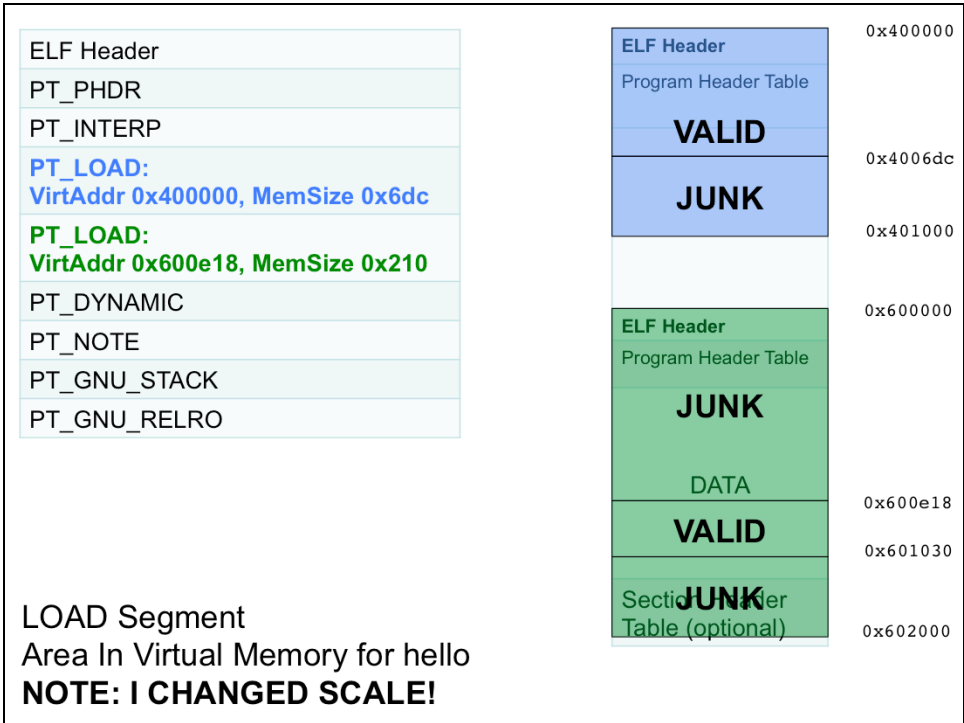 ELF Header
PT_PHDR
PT_INTERP
PT_LOAD:
VirtAddr 0x400000, MemSize 0x6dc
PT_LOAD:
VirtAddr 0x600e18, MemSize 0x210
PT_DYNAMIC
PT_NOTE
PT_GNU_STACK
PT_GNU_RELRO
LOAD Segment
Area In Virtual Memory for hello
NOTE: I CHANGED SCALE!
0x400000
ELF Header
Program Header Table
VALID
0x4006dc
JUNK
0x401000
0x600000
ELF Header
Program Header Table
JUNK
DATA
0x600e18
VALID
0x601030
JUNK
Section Header
Table (optional)
0x602000